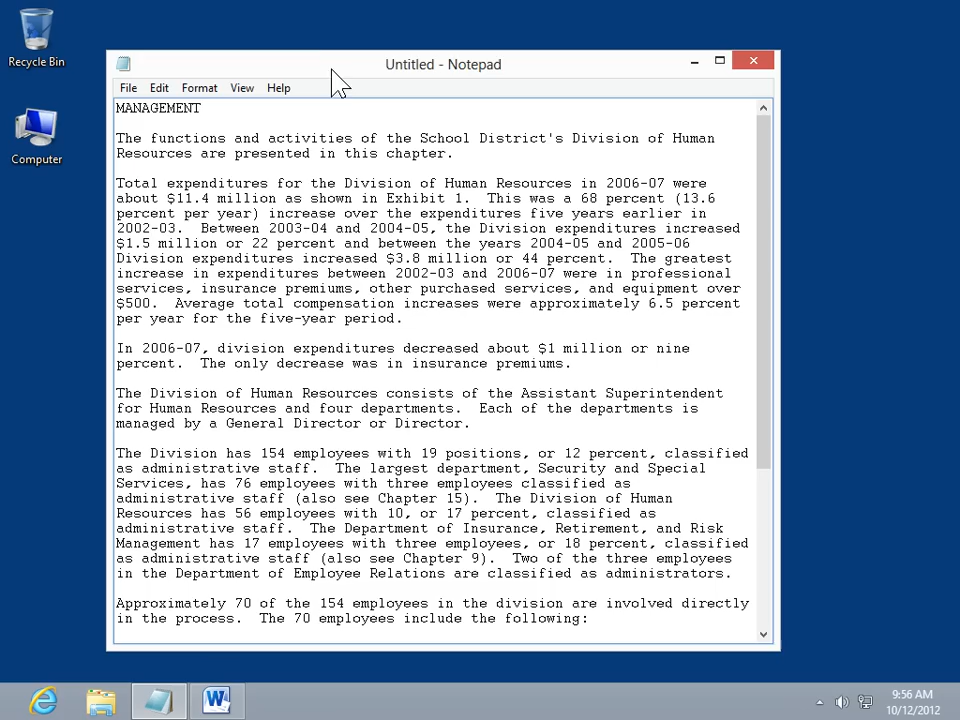 Recycle Bin
Computer
Untitled - Notepad
File Edit Format View Help
MANAGEMENT
The functions and activities of the School District's Division of Human
Resources are presented in this chapter.
Total expenditures for the Division of Human Resources in 2006-07 were
about $11.4 million as shown in Exhibit 1. This was a 68 percent (13.6
percent per year) increase over the expenditures five years earlier in
2002-03. Between 2003-04 and 2004-05, the Division expenditures increased
$1.5 million or 22 percent and between the years 2004-05 and 2005-06
Division expenditures increased $3.8 million or 44 percent. The greatest
increase in expenditures between 2002-03 and 2006-07 were in professional
services, insurance premiums, other purchased services, and equipment over
$500. Average total compensation increases were approximately 6.5 percent
per year for the five-year period.
In 2006-07, division expenditures decreased about $1 million or nine
percent. The only decrease was in insurance premiums.
The Division of Human Resources consists of the Assistant Superintendent
for Human Resources and four departments. Each of the departments is
managed by a General Director or Director.
The Division has 154 employees with 19 positions, or 12 percent, classified
as administrative staff. The largest department, Security and Special
Services, has 76 employees with three employees classified as
administrative staff (also see Chapter 15). The Division of Human
Resources has 56 employees with 10, or 17 percent, classified as
administrative staff. The Department of Insurance, Retirement, and Risk
Management has 17 employees with three employees, or 18 percent, classified
as administrative staff (also see Chapter 9). Two of the three employees
in the Department of Employee Relations are classified as administrators.
Approximately 70 of the 154 employees in the division are involved directly
in the process. The 70 employees include the following:
9:56 AM
10/12/2012